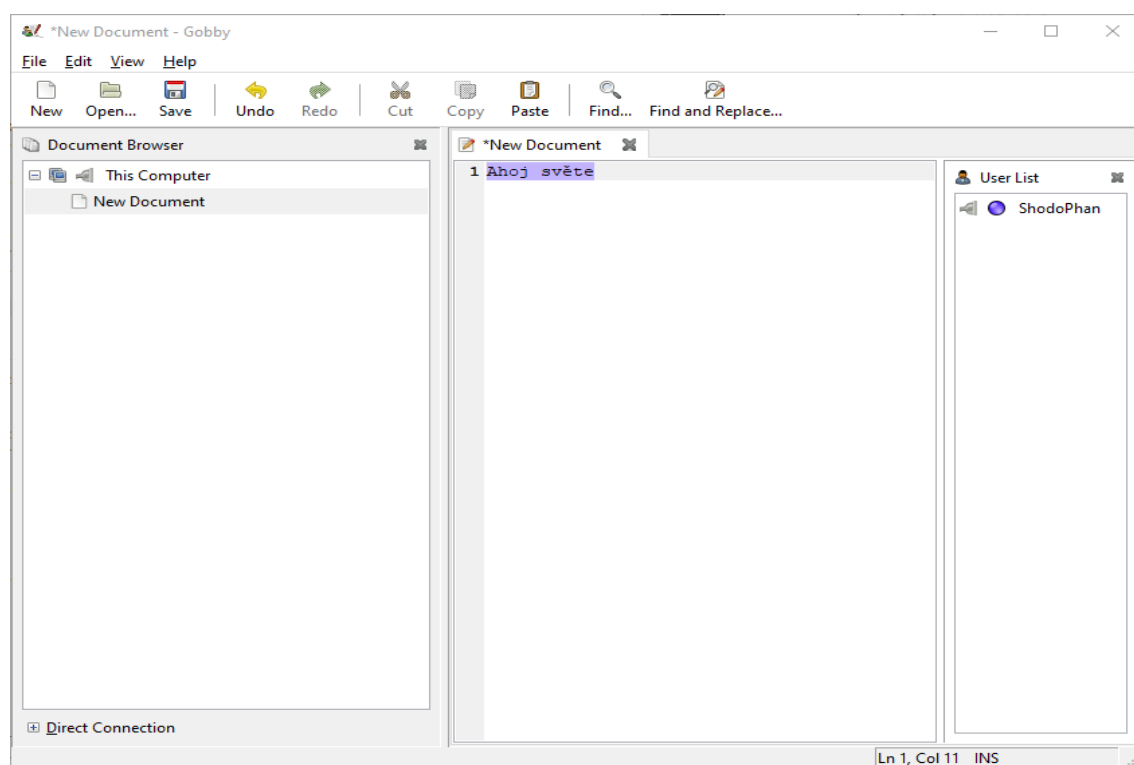 *New Document - Gobby
File Edit View Help
New Open... Save Undo Redo Cut Copy Paste Find... Find and Replace...
Document Browser
This Computer
New Document
Direct Connection
*New Document
1 Ahoj světe
User List
ShodoPhan
Ln 1, Col 11 INS